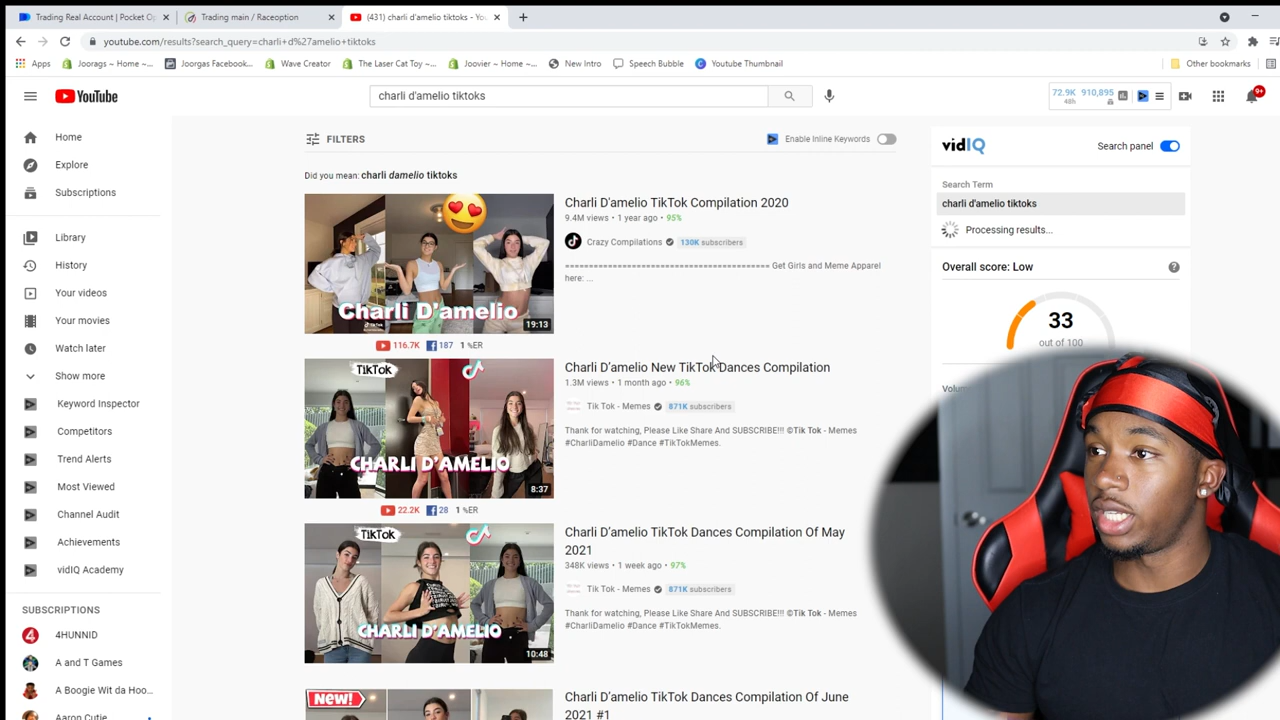 Trading Real Account | Pocket Op
Trading main / Raceoption
(431) charli d'amelio tiktoks - Yo
youtube.com/results?search_query=charli+d%27amelio+tiktoks
Apps
Joorags ~ Home ~...
Joorgas Facebook...
Wave Creator
The Laser Cat Toy ~...
Joovier ~ Home ~...
New Intro
Speech Bubble
Youtube Thumbnail
Other bookmarks
YouTube
charli d'amelio tiktoks
72.9K 910,895
48h
9+
Home
Explore
Subscriptions
Library
History
Your videos
Your movies
Watch later
Show more
Keyword Inspector
Competitors
Trend Alerts
Most Viewed
Channel Audit
Achievements
vidIQ Academy
SUBSCRIPTIONS
4HUNNID
A and T Games
A Boogie Wit da Hoo...
Aaron Cutie
FILTERS
Enable Inline Keywords
Did you mean: charli damelio tiktoks
Charli D'amelio
19:13
Charli D'amelio TikTok Compilation 2020
9.4M views • 1 year ago • 95%
Crazy Compilations 130K subscribers
========================================= Get Girls and Meme Apparel
here: ...
116.7K 187 1 %ER
TikTok
CHARLI D'AMELIO
8:37
Charli D'amelio New TikTok Dances Compilation
1.3M views • 1 month ago • 96%
Tik Tok - Memes 871K subscribers
Thank for watching, Please Like Share And SUBSCRIBE!!! ©Tik Tok - Memes
#CharliDamelio #Dance #TikTokMemes.
22.2K 28 1 %ER
TikTok
CHARLI D'AMELIO
10:48
Charli D'amelio TikTok Dances Compilation Of May
2021
348K views • 1 week ago • 97%
Tik Tok - Memes 871K subscribers
Thank for watching, Please Like Share And SUBSCRIBE!!! ©Tik Tok - Memes
#CharliDamelio #Dance #TikTokMemes.
NEW!
Charli D'amelio TikTok Dances Compilation Of June
2021 #1
vidIQ
Search panel
Search Term
charli d'amelio tiktoks
Processing results...
Overall score: Low
?
33
out of 100